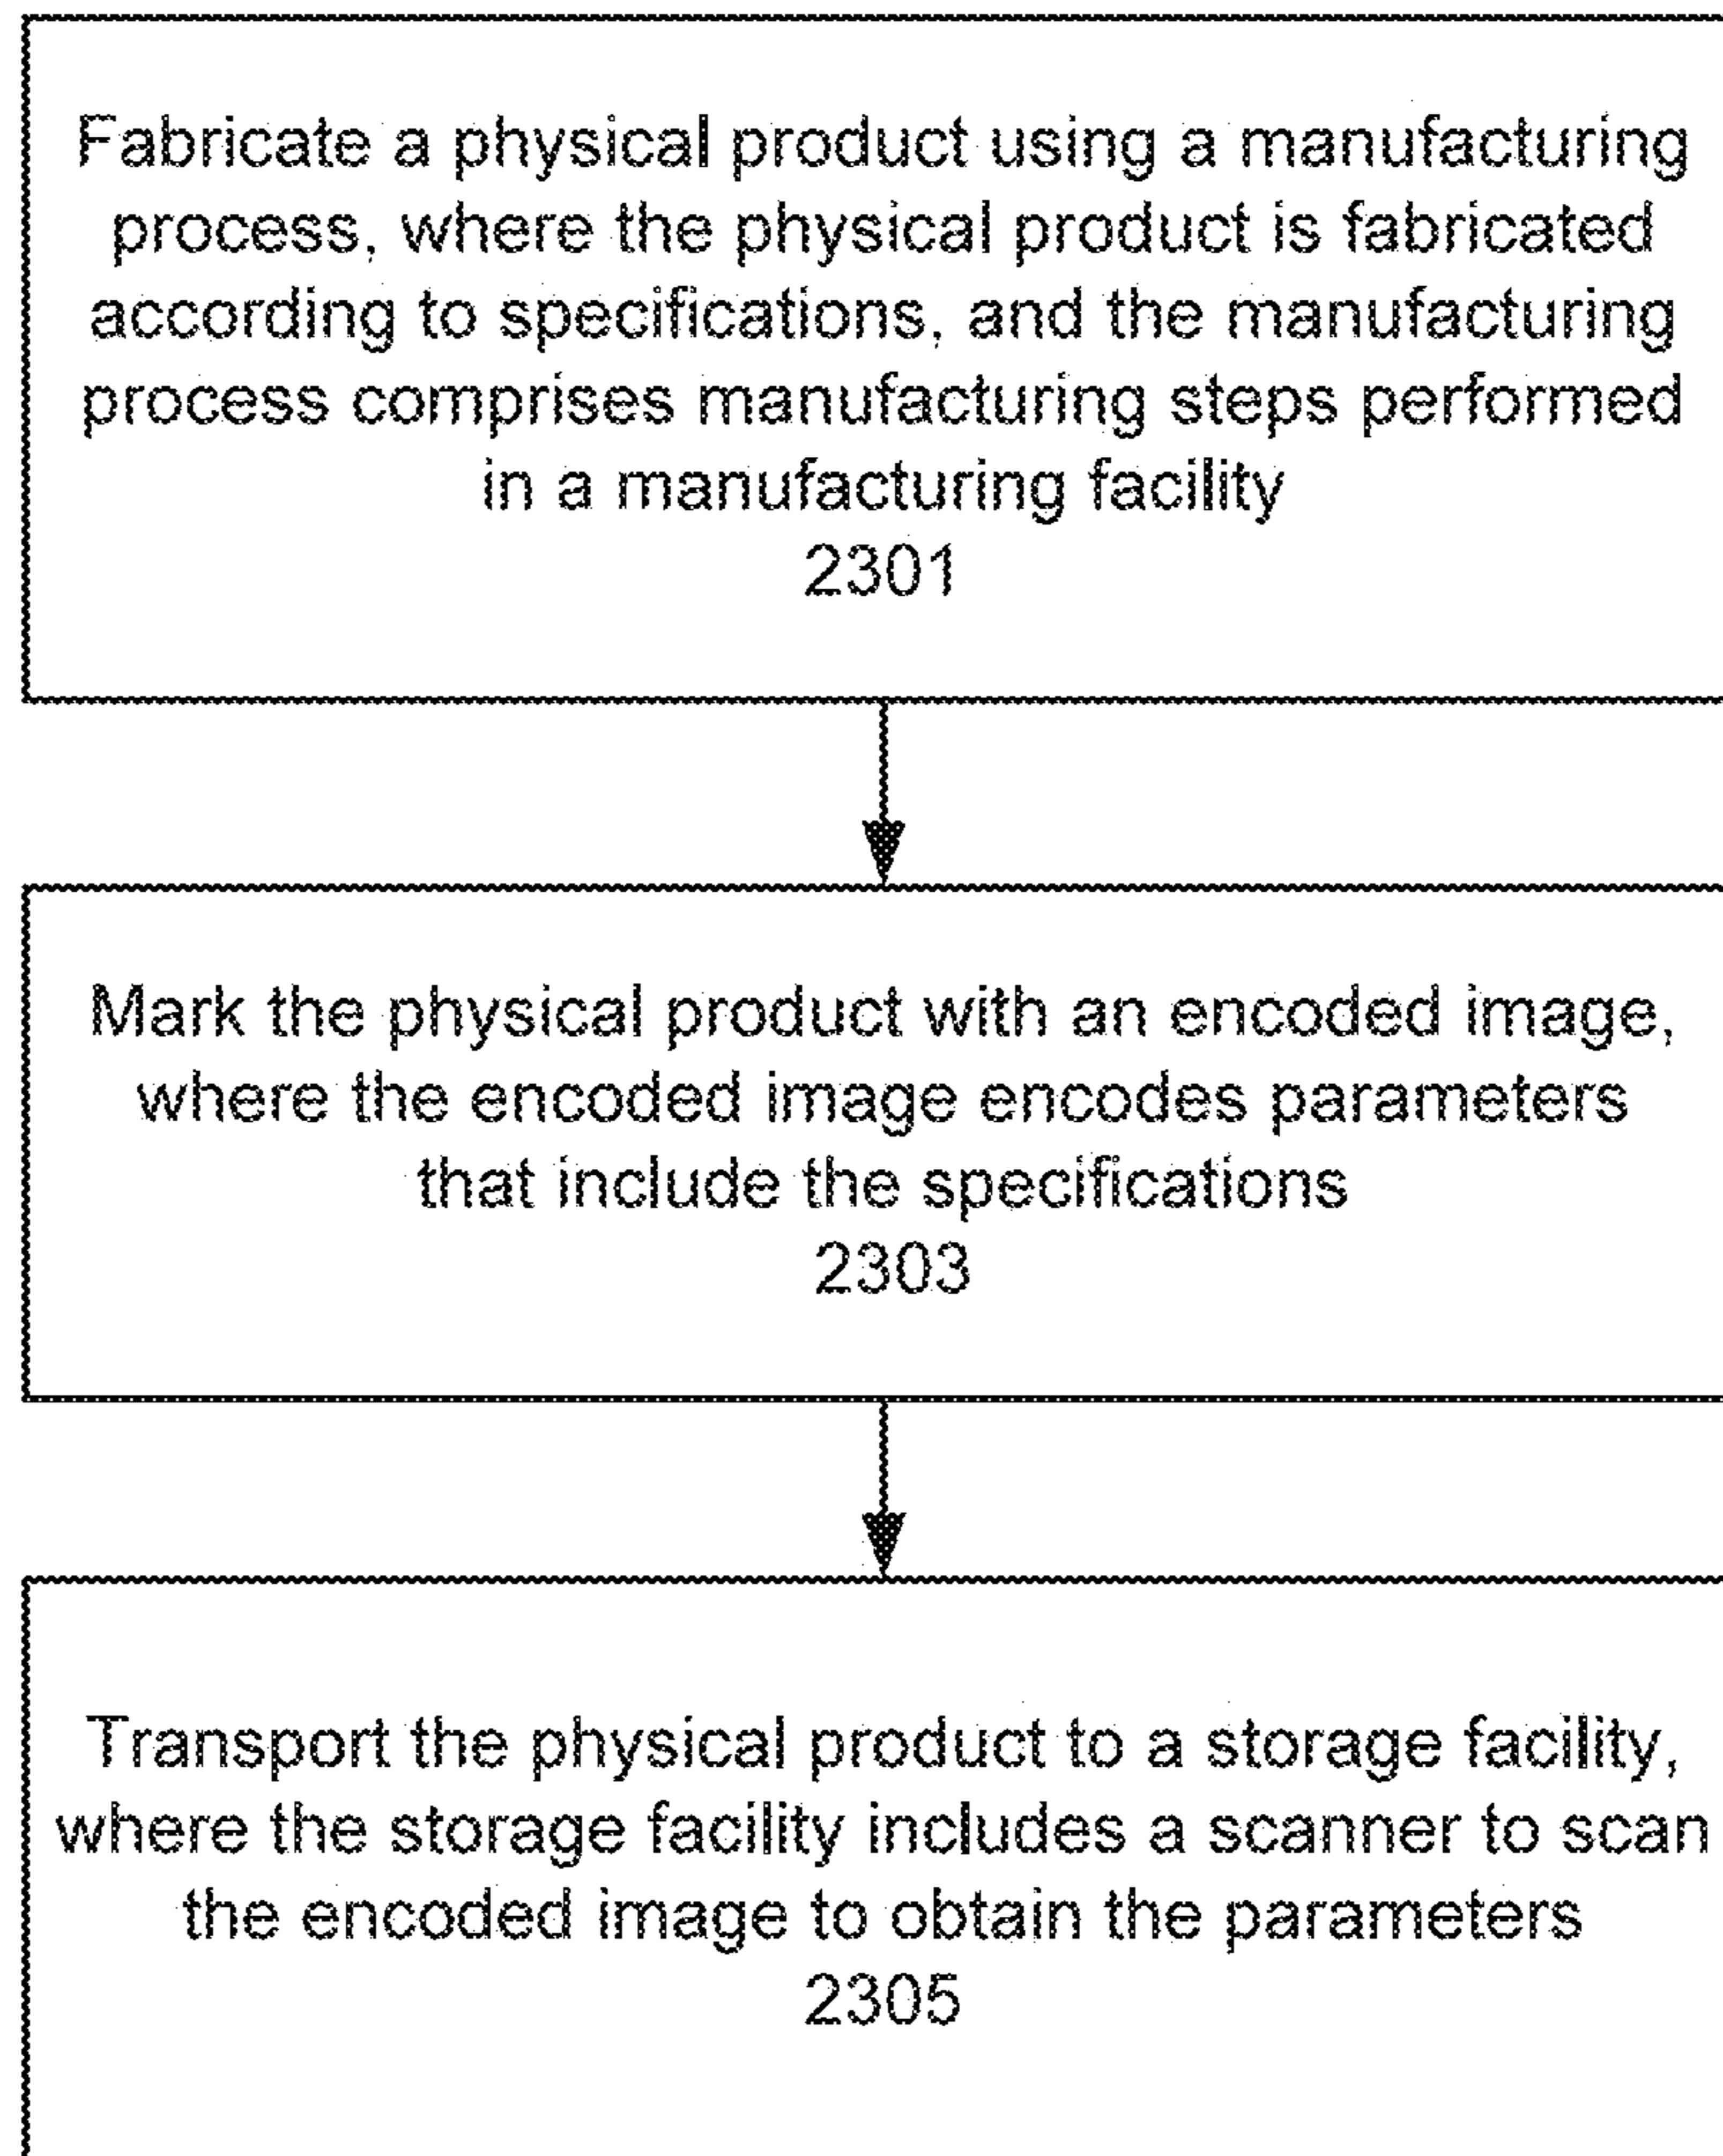 Fabricate a physical product using a manufacturing
process, where the physical product is fabricated
according to specifications, and the manufacturing
process comprises manufacturing steps performed
in a manufacturing facility
2301
Mark the physical product with an encoded image,
where the encoded image encodes parameters
that include the specifications
2303
Transport the physical product to a storage facility,
where the storage facility includes a scanner to scan
the encoded image to obtain the parameters
2305